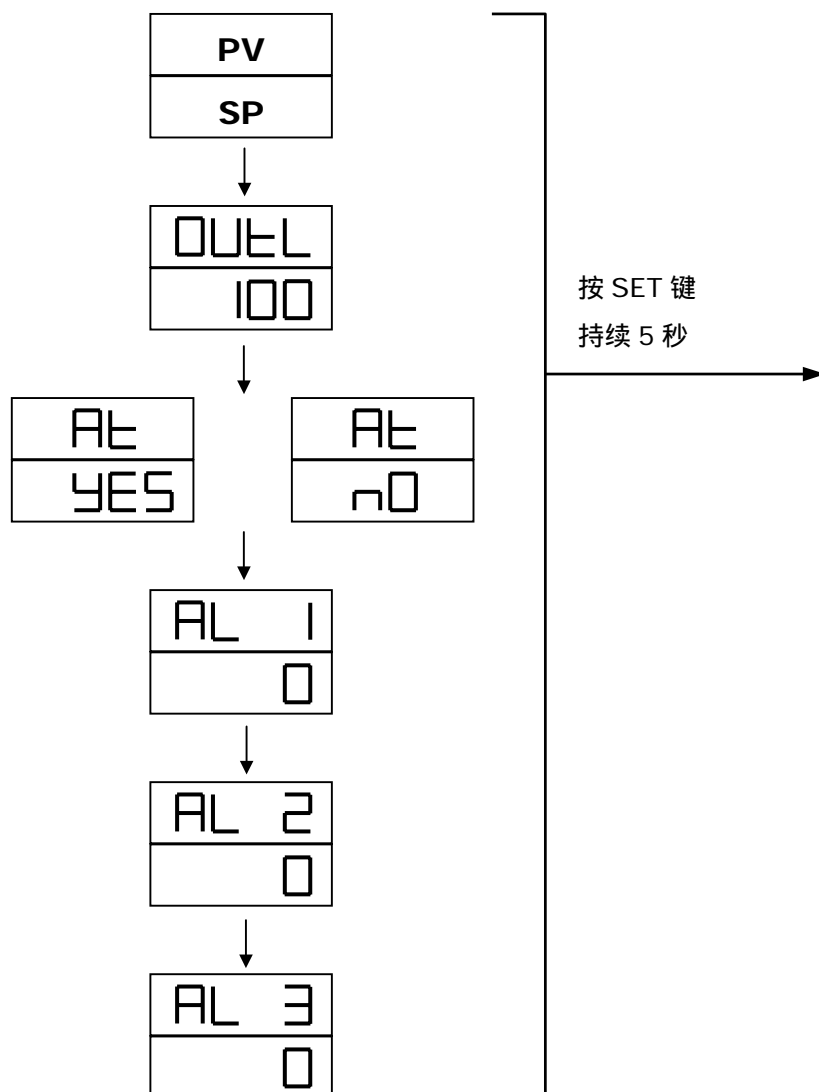 PV
SP
OUtL
100
按 SET 键
持续 5 秒
At
YES
At
nO
AL 1
0
AL 2
0
AL 3
0